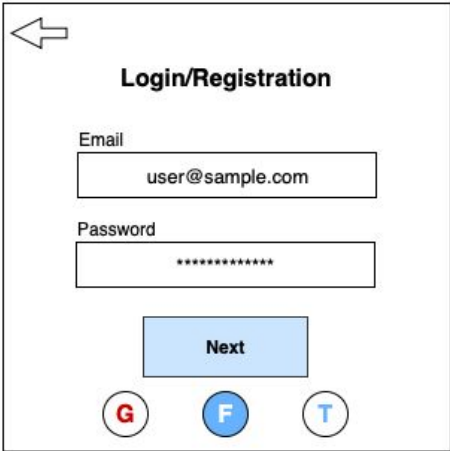 Login/Registration
Email
user@sample.com
Password
*************
Next
G F T